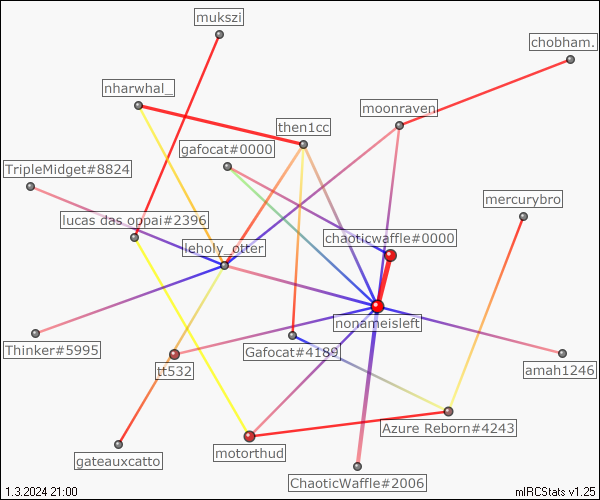 mukszi
chobham.
nharwhal_
moonraven
then1cc
gafocat#0000
TripleMidget#8824
mercurybro
lucas das oppai#2396
chaoticwaffle#0000
leholy_otter
nonameisleft
Thinker#5995
Gafocat#4189
tt532
amah1246
Azure Reborn#4243
motorthud
gateauxcatto
ChaoticWaffle#2006
1.3.2024 21:00
mIRCStats v1.25